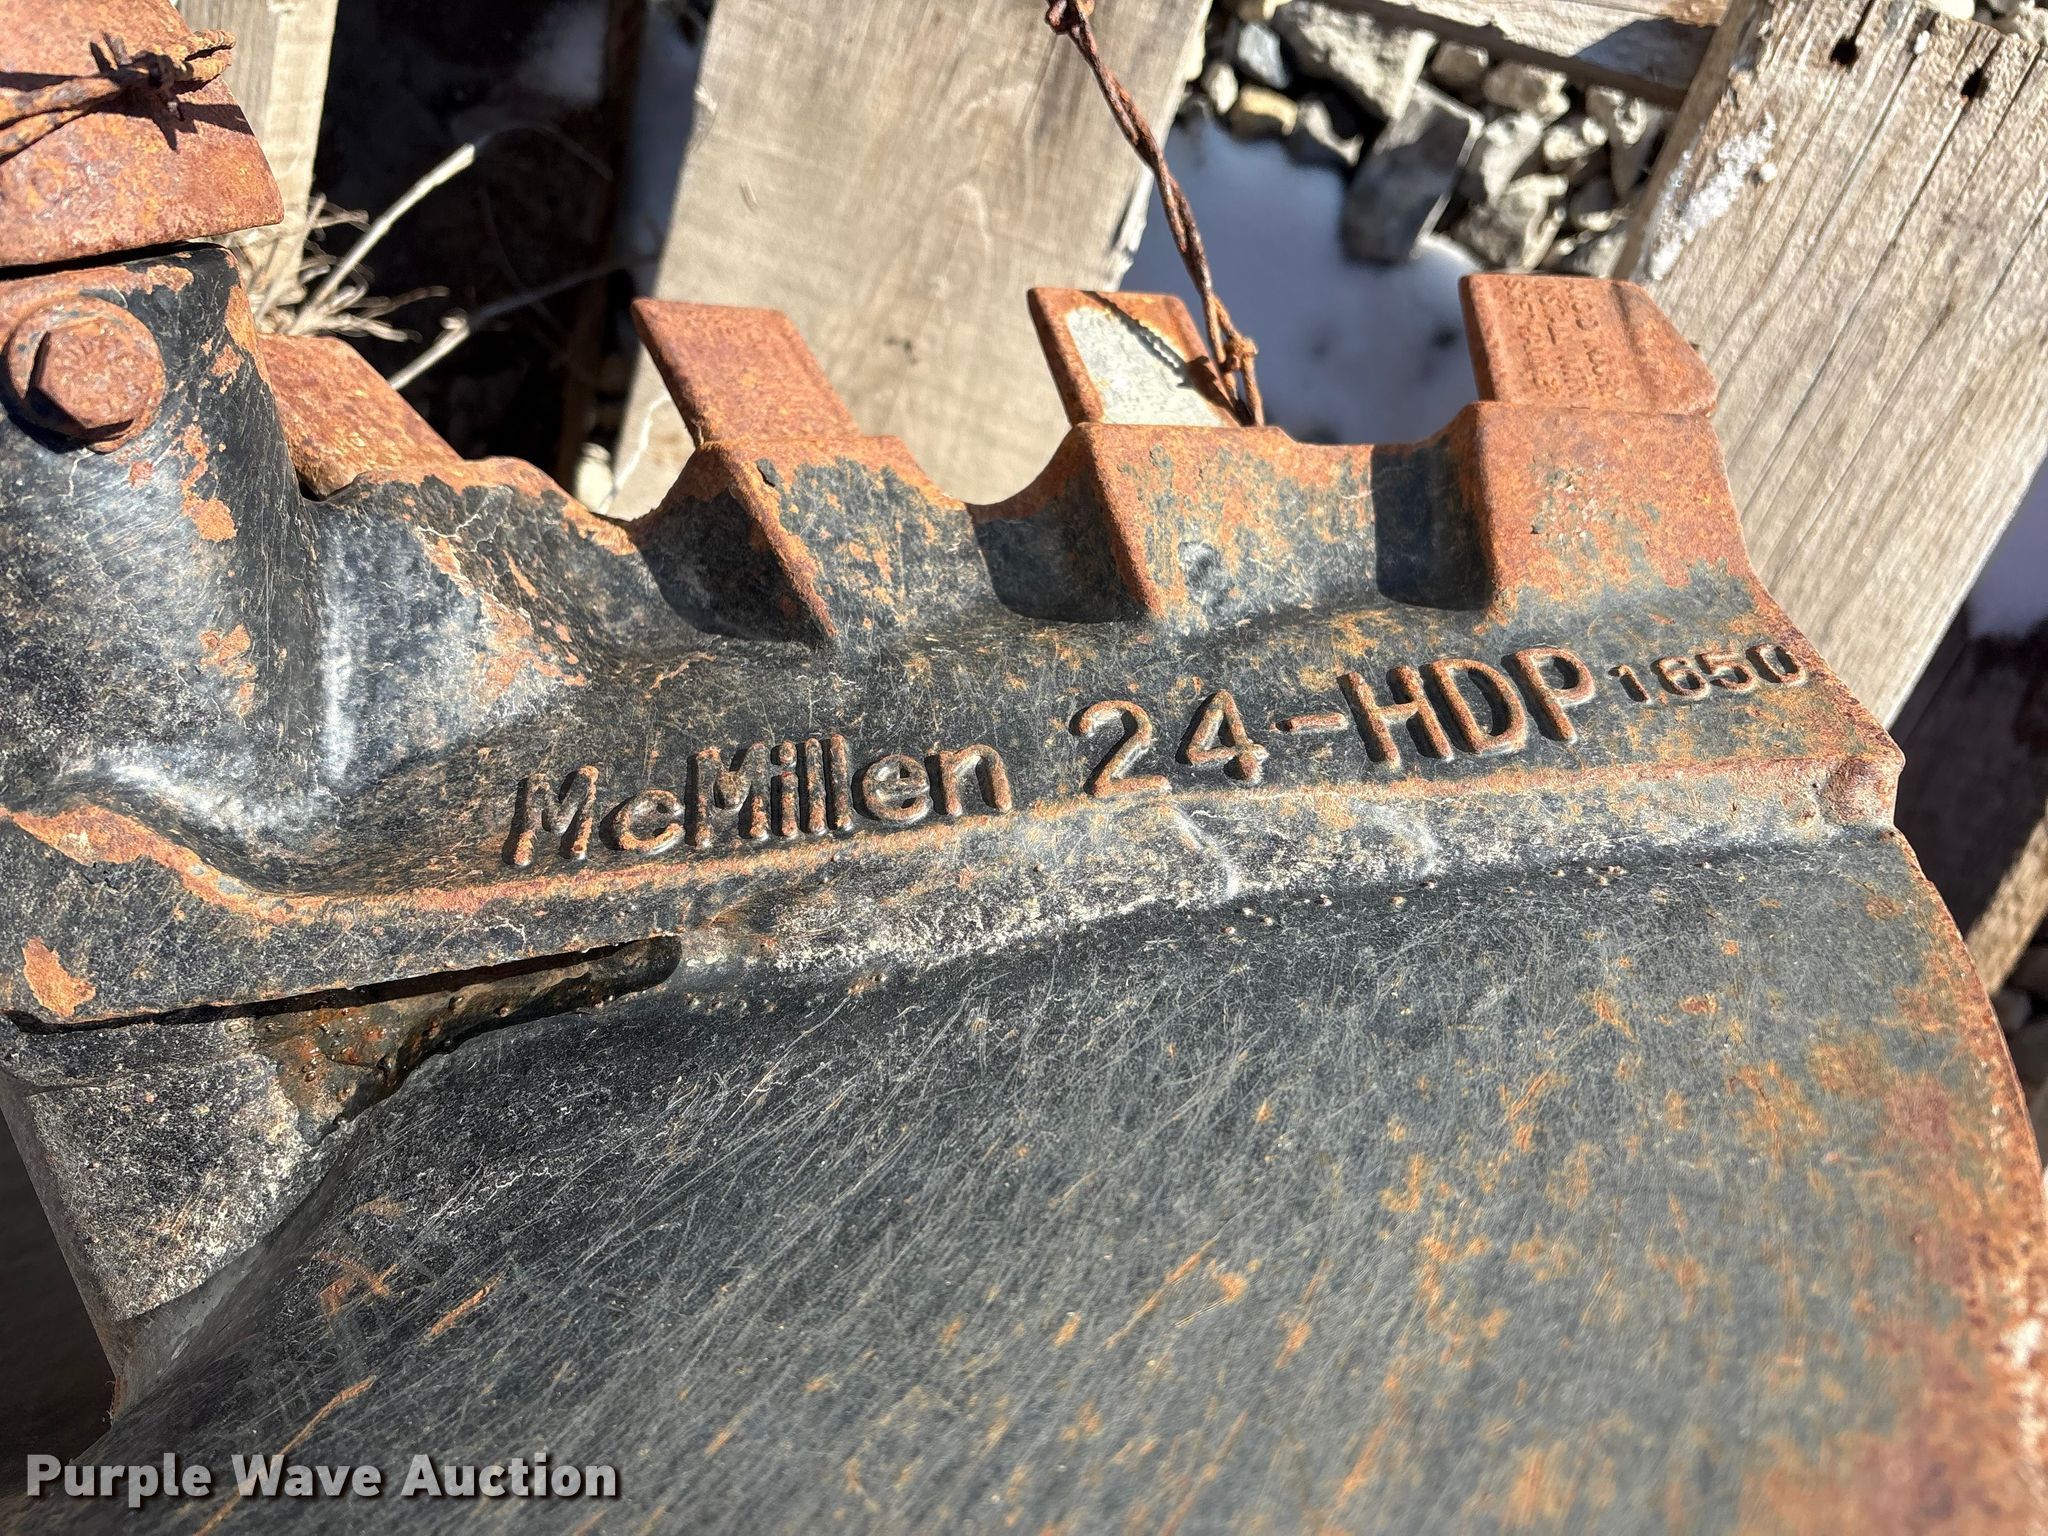 McMillen 24-HDP 1650
Purple Wave Auction